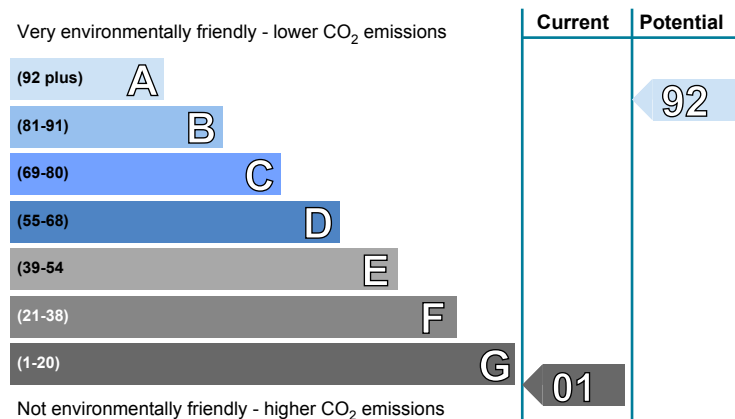 Very environmentally friendly - lower CO2 emissions
Current
Potential
(92 plus) A
(81-91) B
(69-80) C
(55-68) D
(39-54 E
(21-38) F
(1-20) G
92
01
Not environmentally friendly - higher CO2 emissions